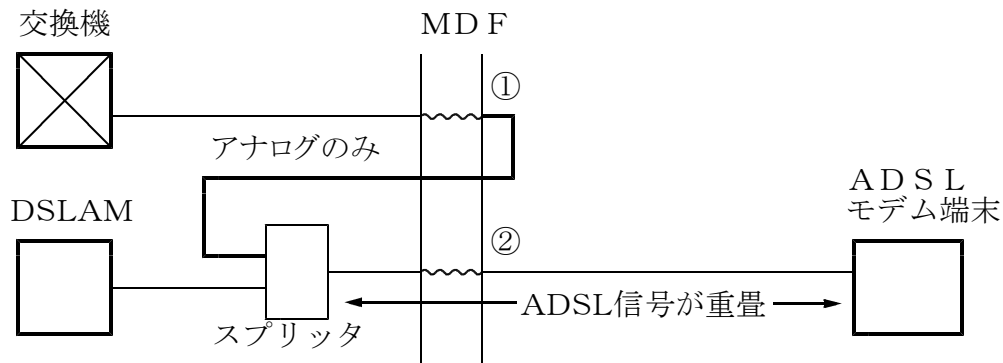 交換機
MDF
①
アナログのみ
DSLAM
ADSL
モデム端末
②
ADSL信号が重畳
スプリッタ